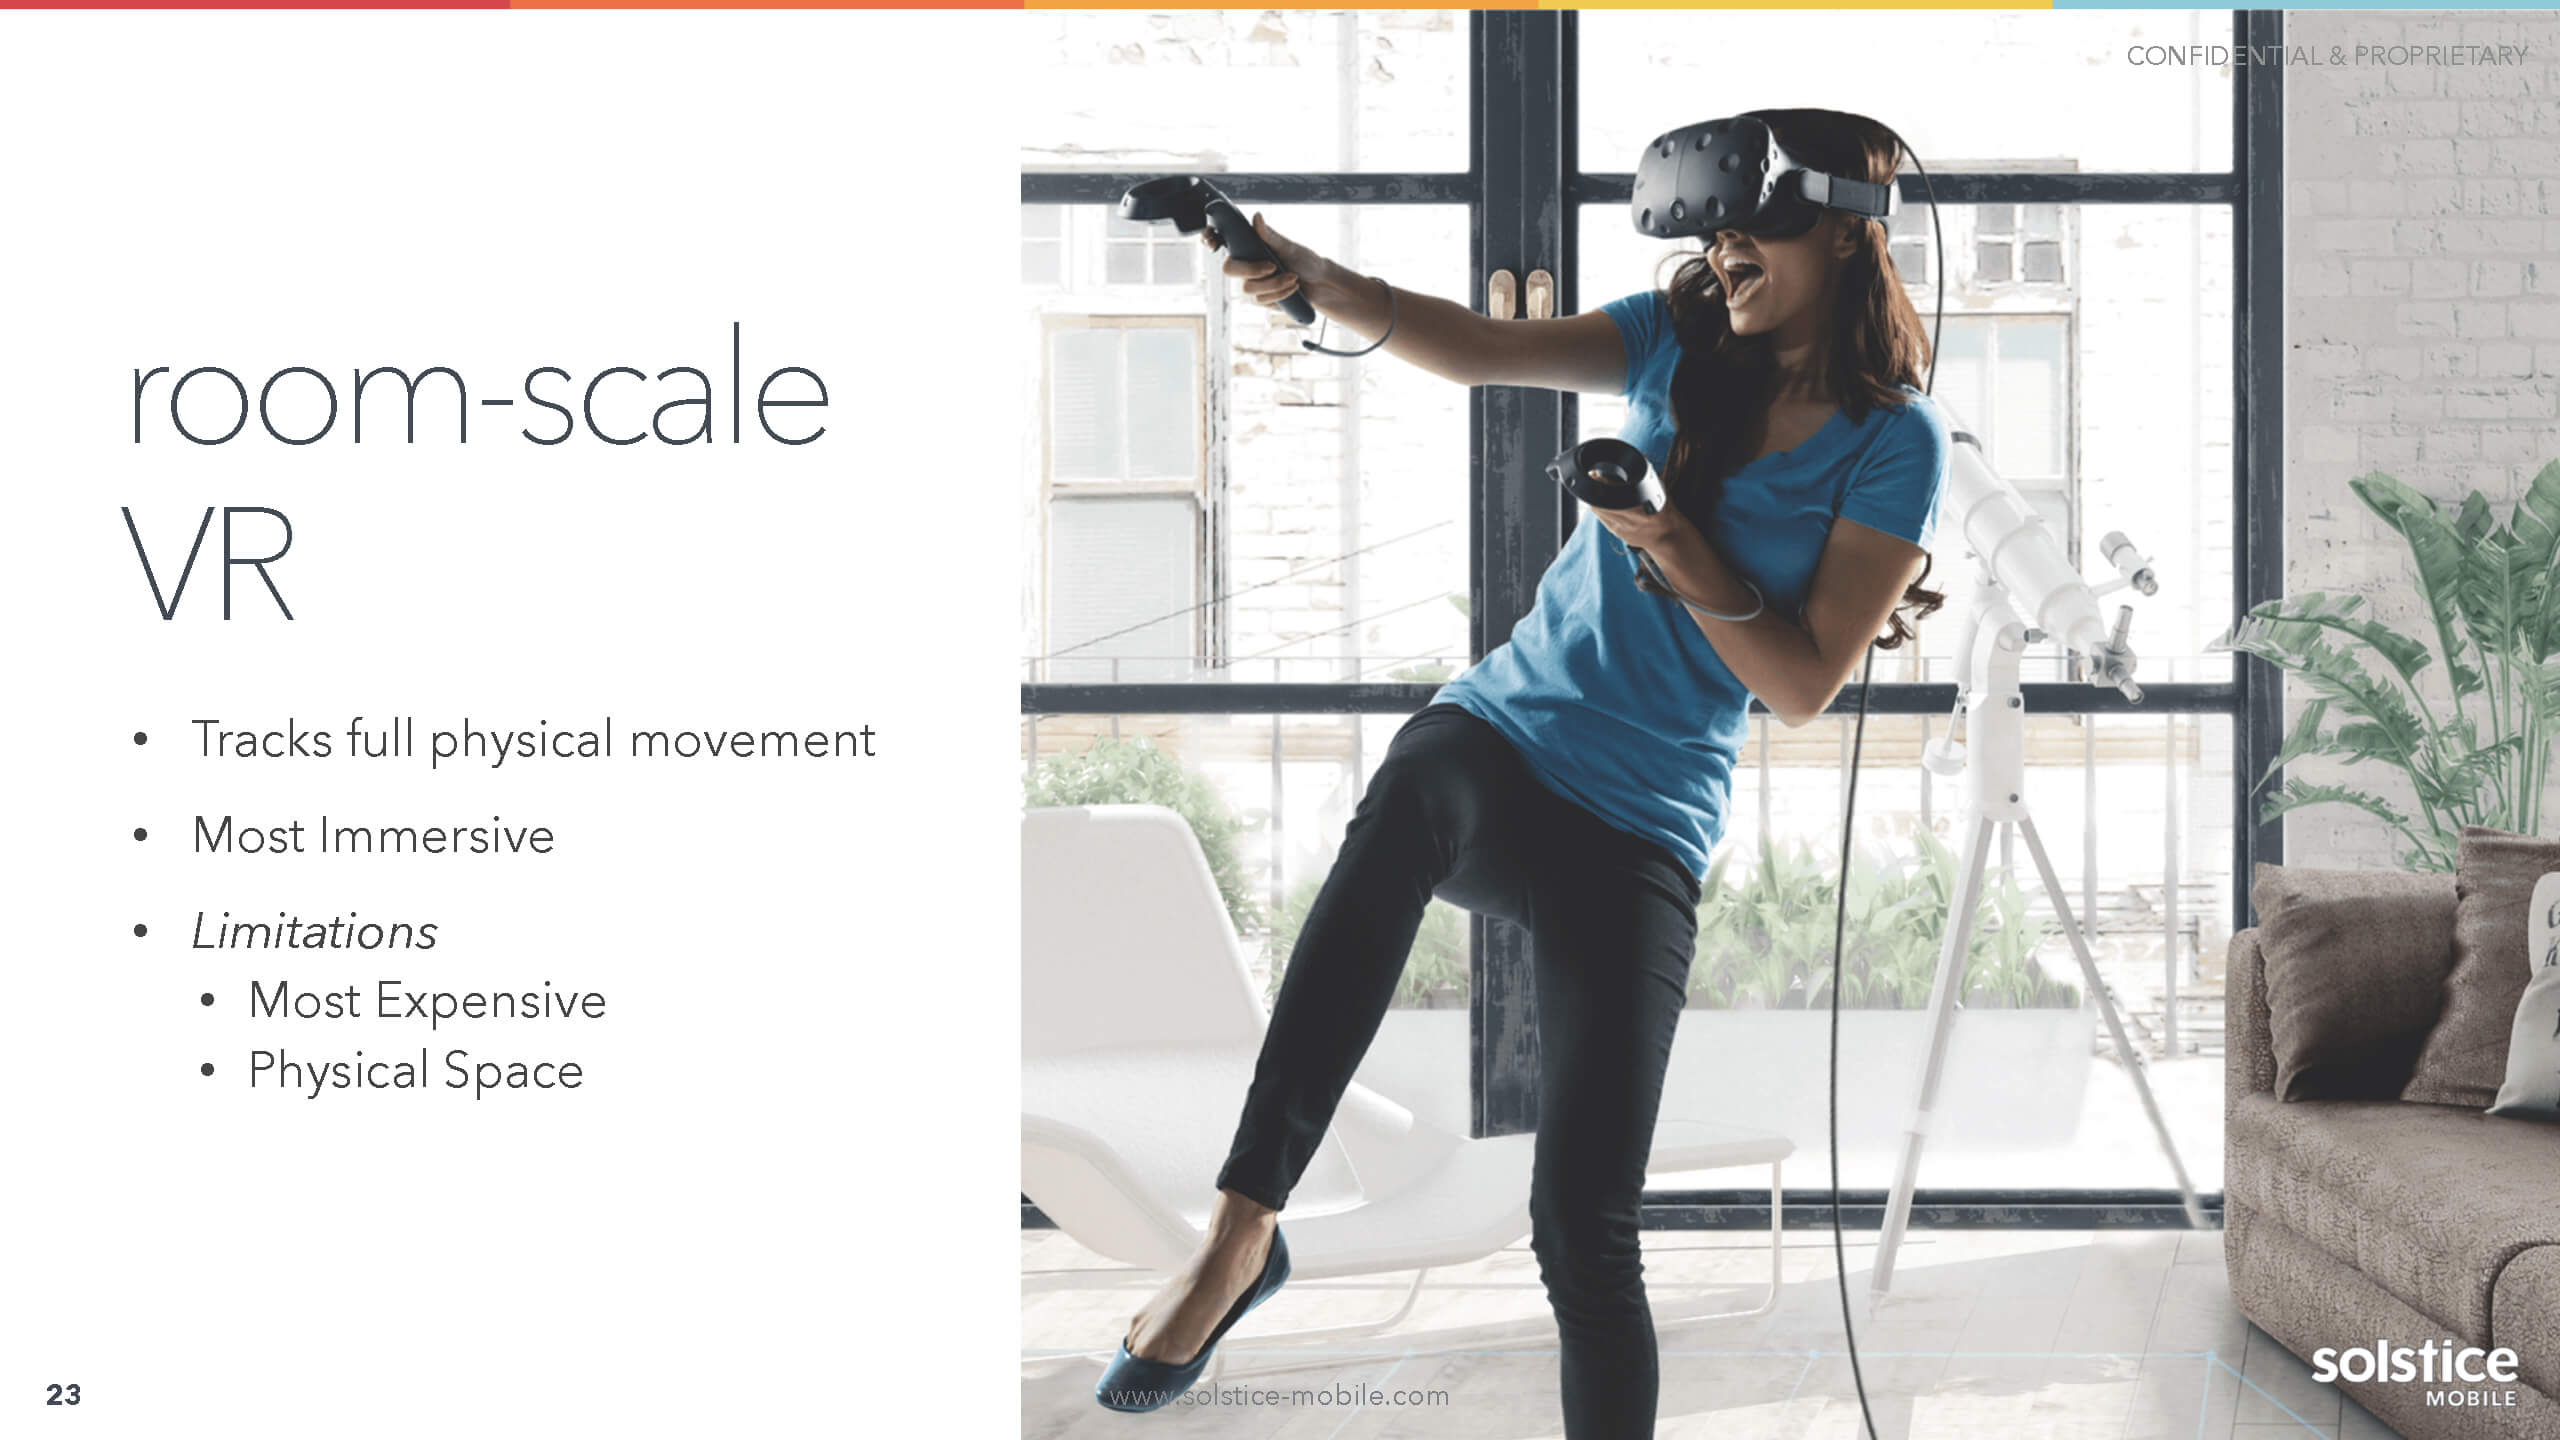 CONFIDENTIAL & PROPRIETARY
room-scale
VR
• Tracks full physical movement
• Most Immersive
• Limitations
• Most Expensive
• Physical Space
23
www.solstice-mobile.com
solstice
MOBILE